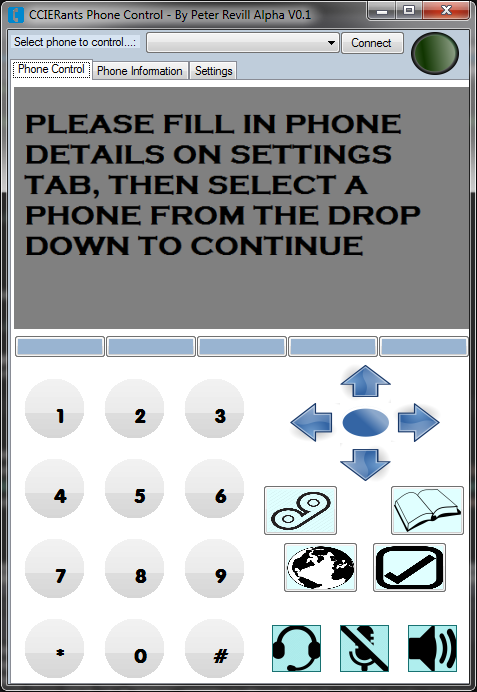 CCIERants Phone Control - By Peter Revill Alpha V0.1
Select phone to control...: Connect
Phone Control Phone Information Settings
PLEASE FILL IN PHONE
DETAILS ON SETTINGS
TAB, THEN SELECT A
PHONE FROM THE DROP
DOWN TO CONTINUE
1 2 3
4 5 6
7 8 9
* 0 #